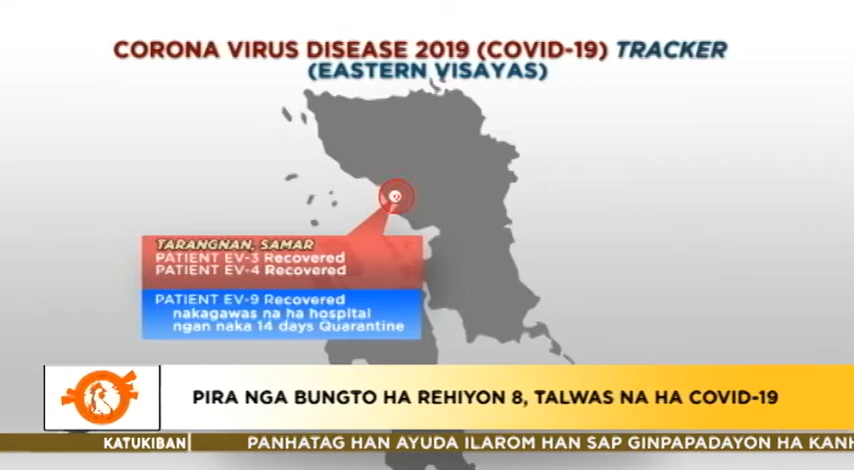 CORONA VIRUS DISEASE 2019 (COVID-19) TRACKER
(EASTERN VISAYAS)
TARANGNAN, SAMAR
PATIENT EV-3 Recovered
PATIENT EV-4 Recovered
PATIENT EV-9 Recovered
nakagawas na ha hospital
ngan naka 14 days Quarantine
PIRA NGA BUNGTO HA REHIYON 8, TALWAS NA HA COVID-19
KATUKIBAN
PANHATAG HAN AYUDA ILAROM HAN SAP GINPAPADAYON HA KANH